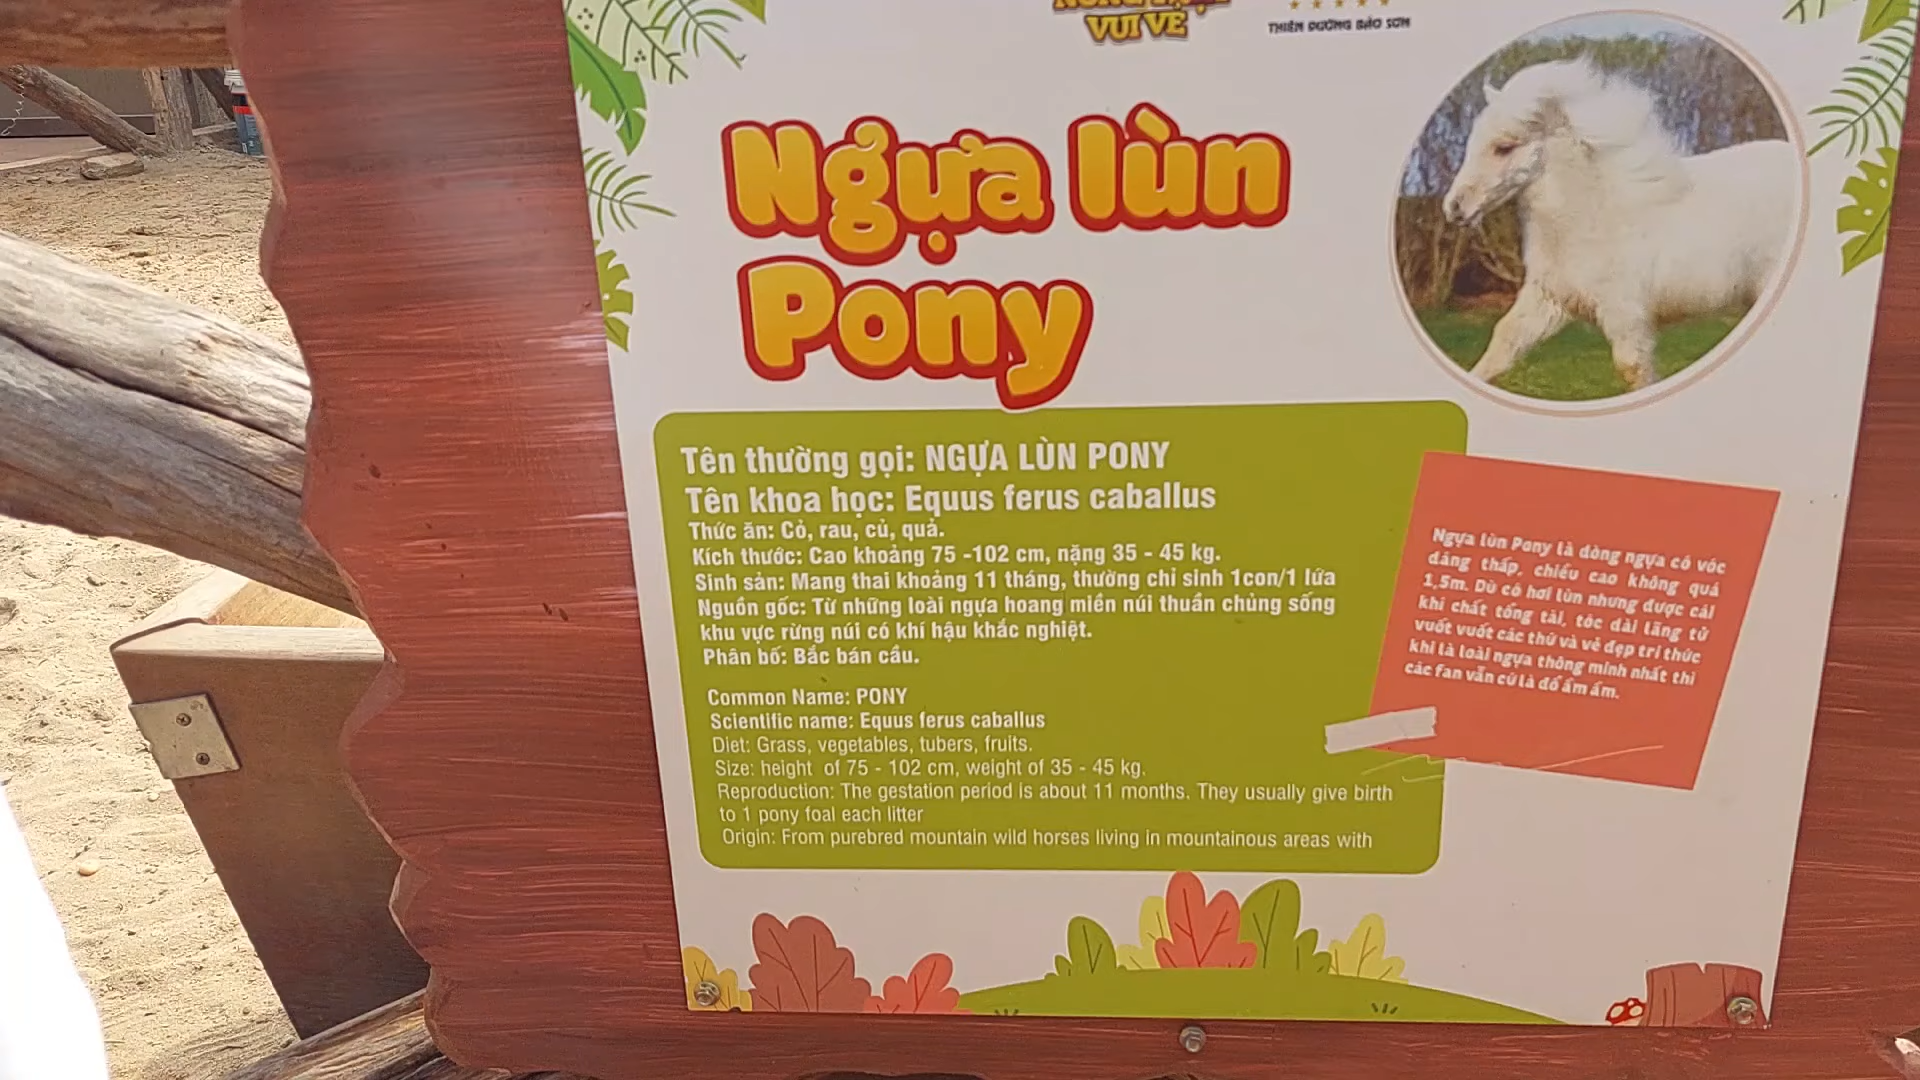 VUI VẺ
THIÊN ĐƯỜNG BẢO SƠN
Ngựa lùn
Pony
Tên thường gọi: NGỰA LÙN PONY
Tên khoa học: Equus ferus caballus
Thức ăn: Cỏ, rau, củ, quả.
Kích thước: Cao khoảng 75 -102 cm, nặng 35 - 45 kg.
Sinh sản: Mang thai khoảng 11 tháng, thường chỉ sinh 1con/1 lứa
Nguồn gốc: Từ những loài ngựa hoang miền núi thuần chủng sống
khu vực rừng núi có khí hậu khắc nghiệt.
Phân bố: Bắc bán cầu.
Common Name: PONY
Scientific name: Equus ferus caballus
Diet: Grass, vegetables, tubers, fruits.
Size: height of 75 - 102 cm, weight of 35 - 45 kg.
Reproduction: The gestation period is about 11 months. They usually give birth
to 1 pony foal each litter
Origin: From purebred mountain wild horses living in mountainous areas with
Ngựa lùn Pony là dòng ngựa có vóc
dáng thấp, chiều cao không quá
1,5m. Dù có hơi lùn nhưng được cái
khí chất tổng tài, tóc dài lãng tử
vuốt vuốt các thứ và vẻ đẹp tri thức
khi là loài ngựa thông minh nhất thì
các fan vẫn cứ là đổ ầm ầm.